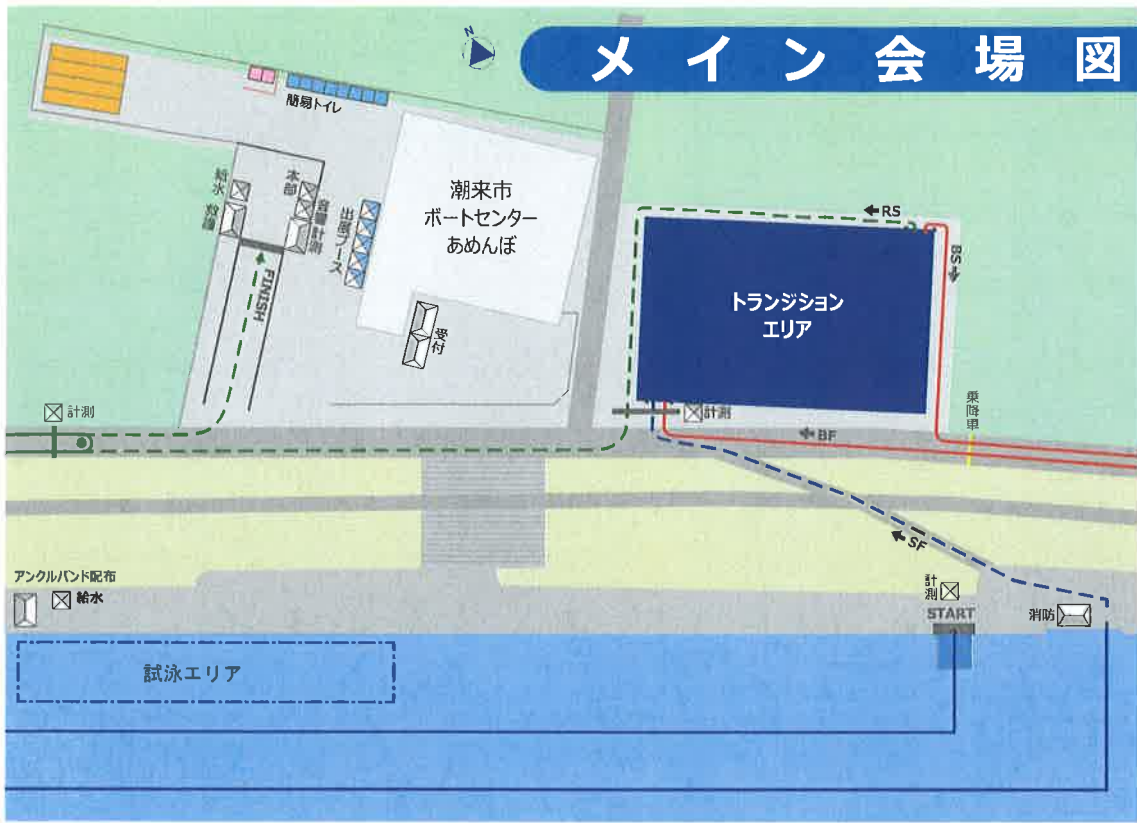 N
メイン会場図
簡易トイレ
給水
救護
本部
音響計測
出展ブース
潮来市
ボートセンター
あめんぼ
FINISH
受付
RS
BS
トランジション
エリア
計測
計測
BF
乗降車
SF
アンクルバンド配布
給水
計測
START
消防
試泳エリア